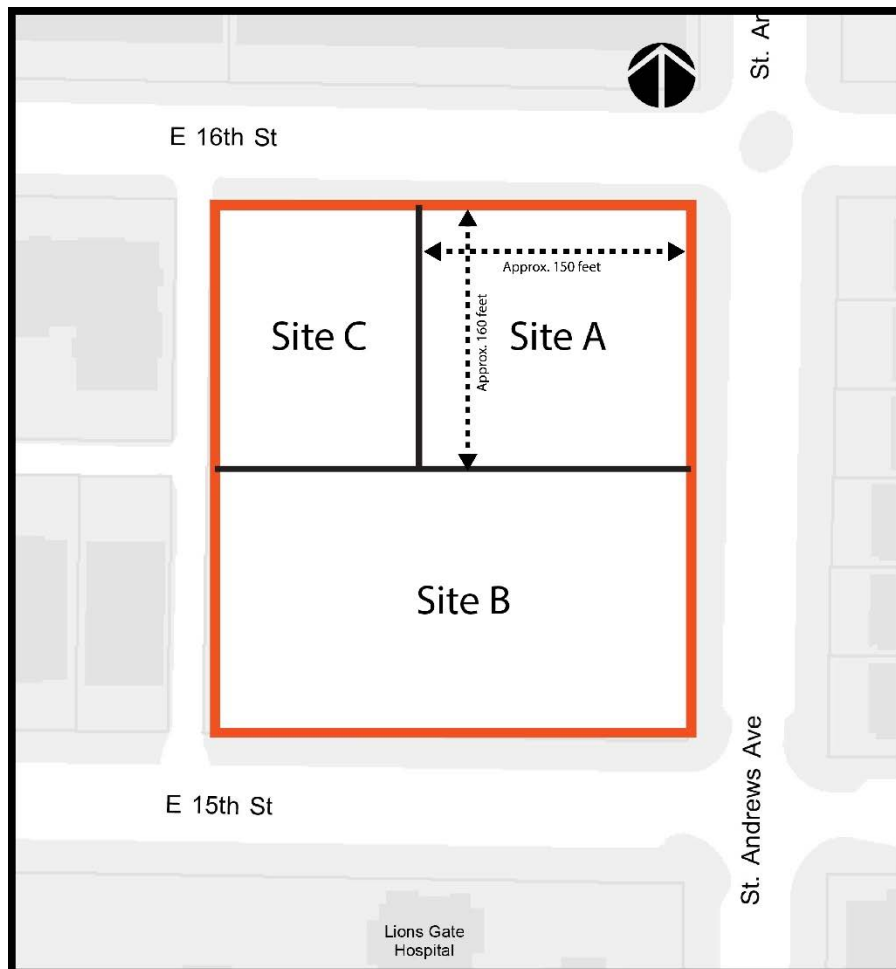 St. An
E 16th St
Approx. 150 feet
Site C
Approx. 160 feet
Site A
Site B
E 15th St
St. Andrews Ave
Lions Gate
Hospital